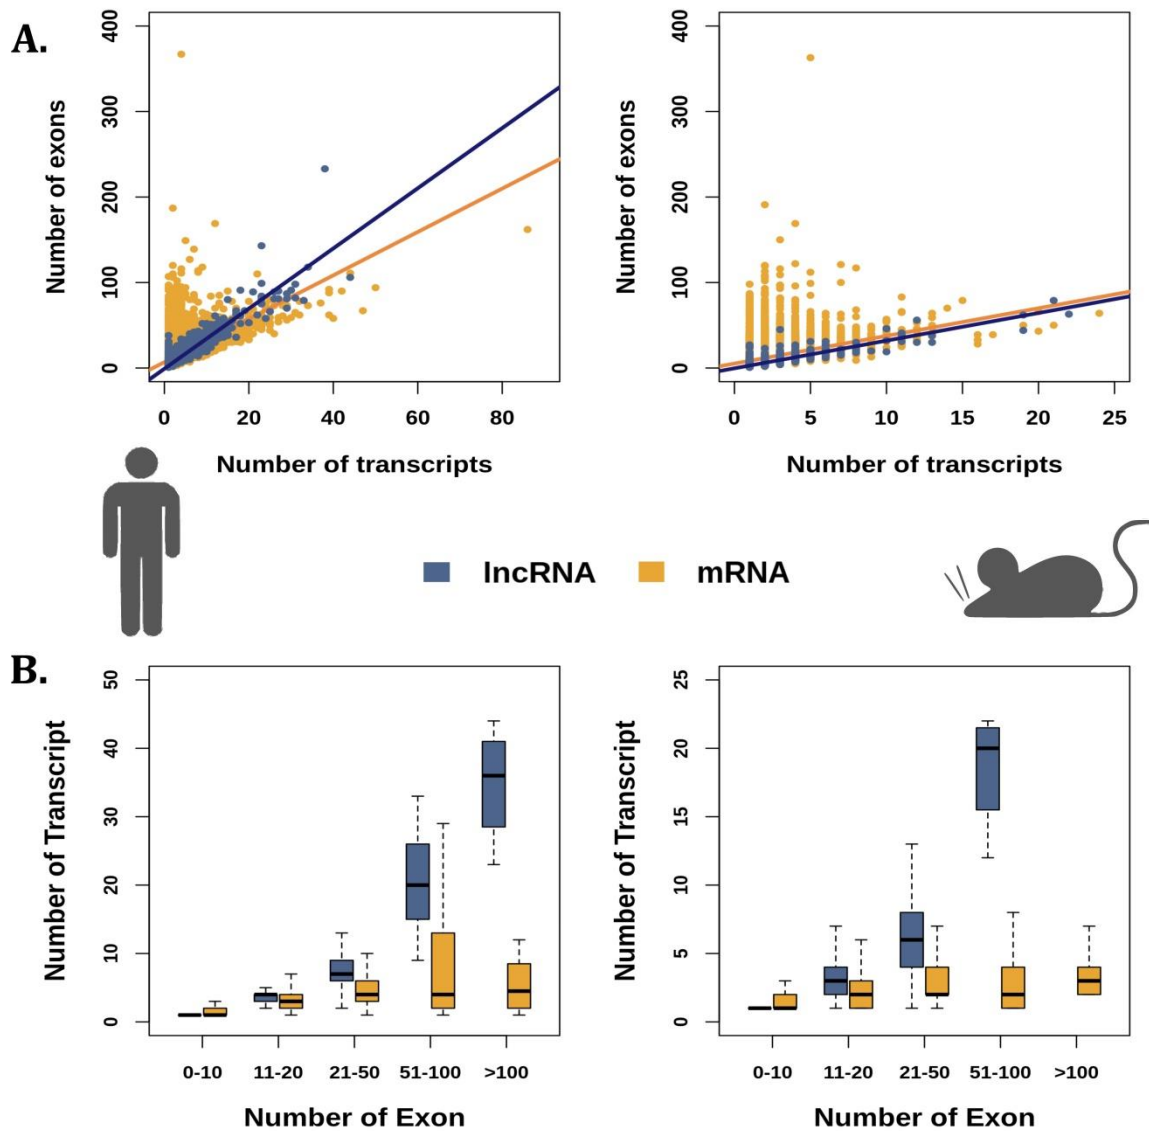 A.
Number of exons
0
100
200
300
400
0 20 40 60 80
Number of transcripts
Number of exons
0
100
200
300
400
0 5 10 15 20 25
Number of transcripts
lncRNA mRNA
B.
Number of Transcript
0
10
20
30
40
50
0-10 11-20 21-50 51-100 >100
Number of Exon
Number of Transcript
0
5
10
15
20
25
0-10 11-20 21-50 51-100 >100
Number of Exon